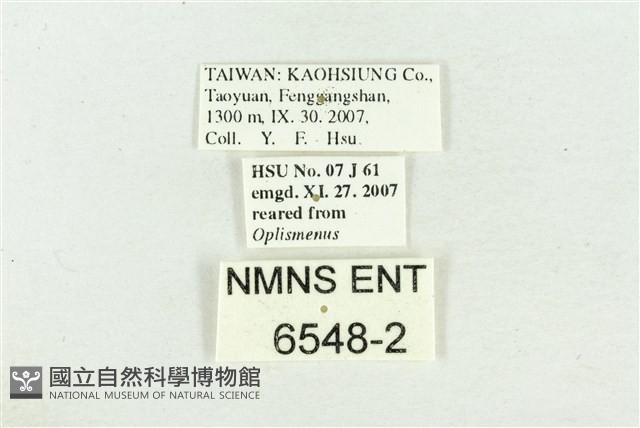 TAIWAN: KAOHSIUNG Co.,
Taoyuan, Fenggangshan,
1300 m, IX. 30. 2007,
Coll. Y. F. Hsu
HSU No. 07 J 61
emgd. XI. 27. 2007
reared from
Oplismenus
NMNS ENT
6548-2
國立自然科學博物館
NATIONAL MUSEUM OF NATURAL SCIENCE